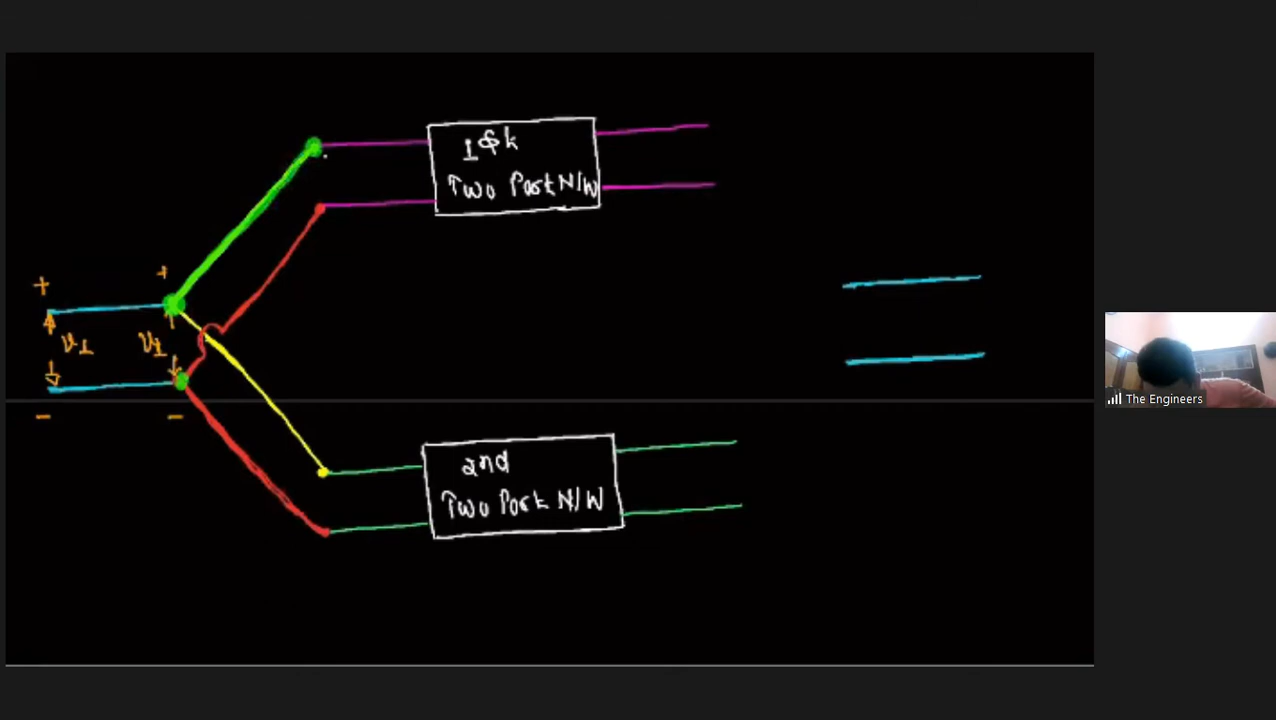 1st
Two Port N/W
+ +
V1 V1
- -
2nd
Two Port N/W
The Engineers